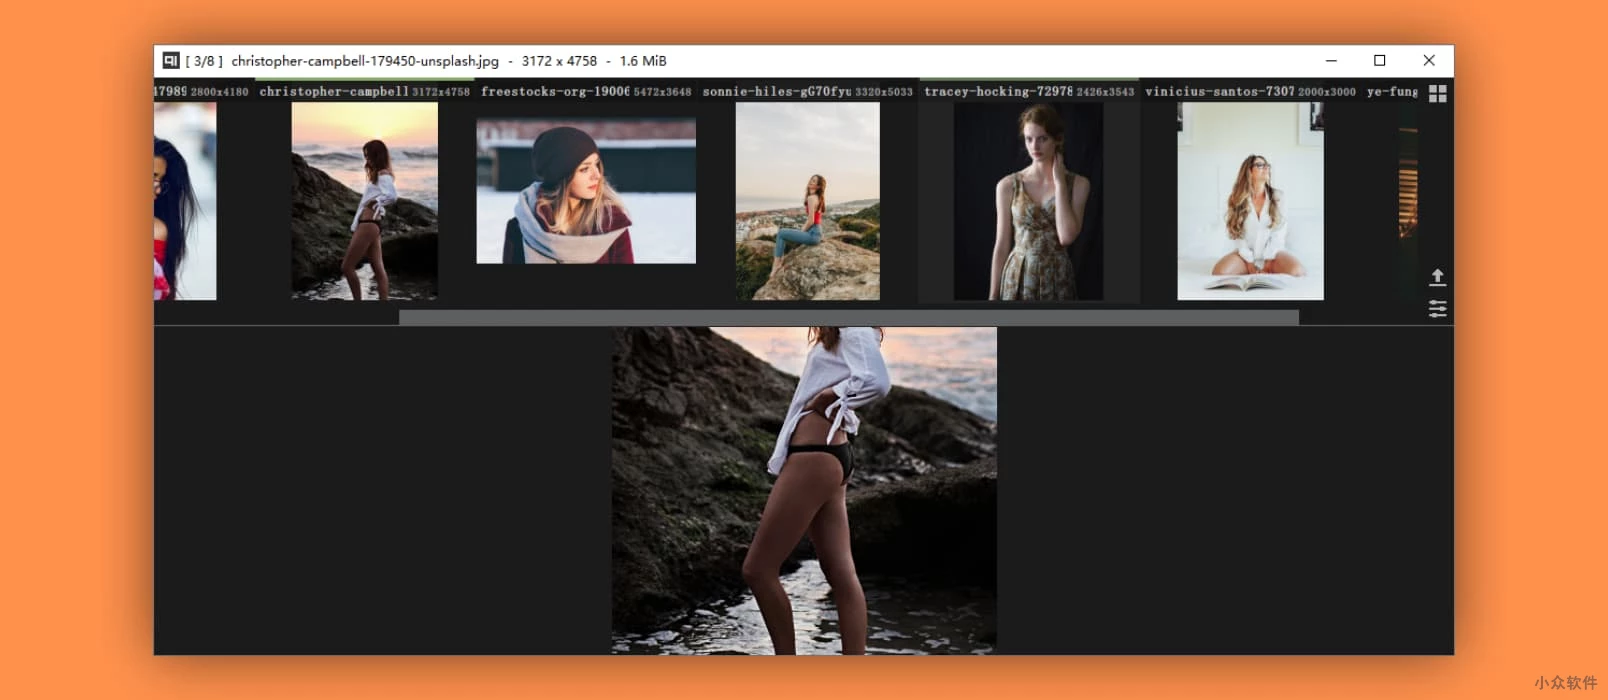 [ 3/8 ] christopher-campbell-179450-unsplash.jpg - 3172 x 4758 - 1.6 MiB
47989 2800x4180 christopher-campbell 3172x4758 freestocks-org-19006 5472x3648 sonnie-hiles-gG70fyu 3320x5033 tracey-hocking-72978 2426x3543 vinicius-santos-7307 2000x3000 ye-fung
小众软件